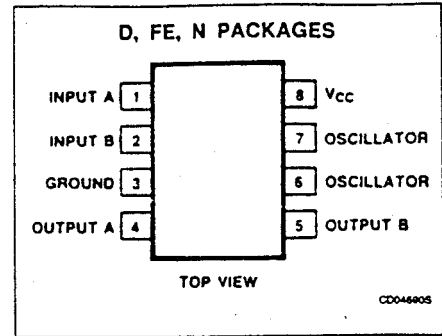 D, FE, N PACKAGES
INPUT A 1 8 VCC
INPUT B 2 7 OSCILLATOR
GROUND 3 6 OSCILLATOR
OUTPUT A 4 5 OUTPUT B
TOP VIEW
CD04690S